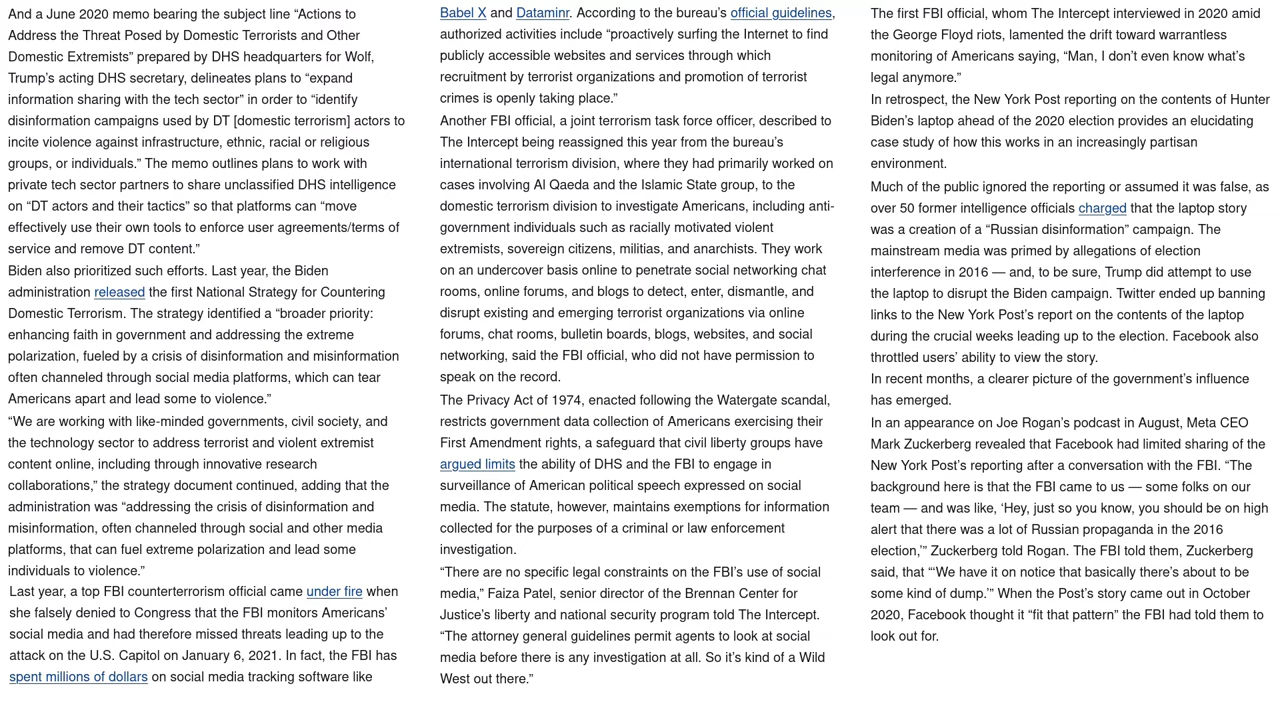 And a June 2020 memo bearing the subject line “Actions to
Address the Threat Posed by Domestic Terrorists and Other
Domestic Extremists” prepared by DHS headquarters for Wolf,
Trump’s acting DHS secretary, delineates plans to “expand
information sharing with the tech sector” in order to “identify
disinformation campaigns used by DT [domestic terrorism] actors to
incite violence against infrastructure, ethnic, racial or religious
groups, or individuals.” The memo outlines plans to work with
private tech sector partners to share unclassified DHS intelligence
on “DT actors and their tactics” so that platforms can “move
effectively use their own tools to enforce user agreements/terms of
service and remove DT content.”
Biden also prioritized such efforts. Last year, the Biden
administration released the first National Strategy for Countering
Domestic Terrorism. The strategy identified a “broader priority:
enhancing faith in government and addressing the extreme
polarization, fueled by a crisis of disinformation and misinformation
often channeled through social media platforms, which can tear
Americans apart and lead some to violence.”
“We are working with like-minded governments, civil society, and
the technology sector to address terrorist and violent extremist
content online, including through innovative research
collaborations,” the strategy document continued, adding that the
administration was “addressing the crisis of disinformation and
misinformation, often channeled through social and other media
platforms, that can fuel extreme polarization and lead some
individuals to violence.”
Last year, a top FBI counterterrorism official came under fire when
she falsely denied to Congress that the FBI monitors Americans’
social media and had therefore missed threats leading up to the
attack on the U.S. Capitol on January 6, 2021. In fact, the FBI has
spent millions of dollars on social media tracking software like
Babel X and Dataminr. According to the bureau’s official guidelines,
authorized activities include “proactively surfing the Internet to find
publicly accessible websites and services through which
recruitment by terrorist organizations and promotion of terrorist
crimes is openly taking place.”
Another FBI official, a joint terrorism task force officer, described to
The Intercept being reassigned this year from the bureau’s
international terrorism division, where they had primarily worked on
cases involving Al Qaeda and the Islamic State group, to the
domestic terrorism division to investigate Americans, including anti-
government individuals such as racially motivated violent
extremists, sovereign citizens, militias, and anarchists. They work
on an undercover basis online to penetrate social networking chat
rooms, online forums, and blogs to detect, enter, dismantle, and
disrupt existing and emerging terrorist organizations via online
forums, chat rooms, bulletin boards, blogs, websites, and social
networking, said the FBI official, who did not have permission to
speak on the record.
The Privacy Act of 1974, enacted following the Watergate scandal,
restricts government data collection of Americans exercising their
First Amendment rights, a safeguard that civil liberty groups have
argued limits the ability of DHS and the FBI to engage in
surveillance of American political speech expressed on social
media. The statute, however, maintains exemptions for information
collected for the purposes of a criminal or law enforcement
investigation.
“There are no specific legal constraints on the FBI’s use of social
media,” Faiza Patel, senior director of the Brennan Center for
Justice’s liberty and national security program told The Intercept.
“The attorney general guidelines permit agents to look at social
media before there is any investigation at all. So it’s kind of a Wild
West out there.”
The first FBI official, whom The Intercept interviewed in 2020 amid
the George Floyd riots, lamented the drift toward warrantless
monitoring of Americans saying, “Man, I don’t even know what’s
legal anymore.”
In retrospect, the New York Post reporting on the contents of Hunter
Biden’s laptop ahead of the 2020 election provides an elucidating
case study of how this works in an increasingly partisan
environment.
Much of the public ignored the reporting or assumed it was false, as
over 50 former intelligence officials charged that the laptop story
was a creation of a “Russian disinformation” campaign. The
mainstream media was primed by allegations of election
interference in 2016 — and, to be sure, Trump did attempt to use
the laptop to disrupt the Biden campaign. Twitter ended up banning
links to the New York Post’s report on the contents of the laptop
during the crucial weeks leading up to the election. Facebook also
throttled users’ ability to view the story.
In recent months, a clearer picture of the government’s influence
has emerged.
In an appearance on Joe Rogan’s podcast in August, Meta CEO
Mark Zuckerberg revealed that Facebook had limited sharing of the
New York Post’s reporting after a conversation with the FBI. “The
background here is that the FBI came to us — some folks on our
team — and was like, ‘Hey, just so you know, you should be on high
alert that there was a lot of Russian propaganda in the 2016
election,’” Zuckerberg told Rogan. The FBI told them, Zuckerberg
said, that “‘We have it on notice that basically there’s about to be
some kind of dump.’” When the Post’s story came out in October
2020, Facebook thought it “fit that pattern” the FBI had told them to
look out for.